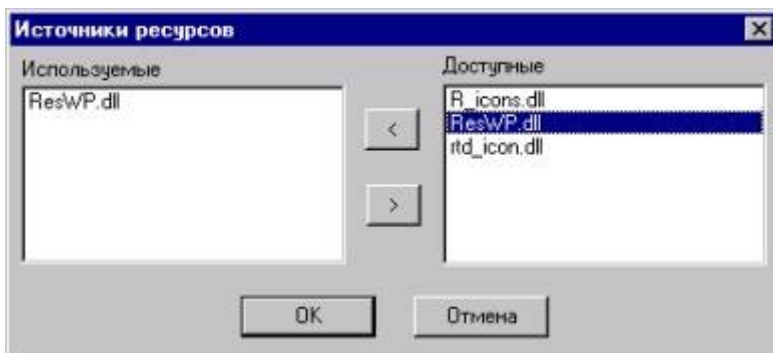 Источники ресурсов
Используемые
Доступные
ResWP.dll
R_icons.dll
ResWP.dll
rtd_icon.dll
<
>
OK
Отмена